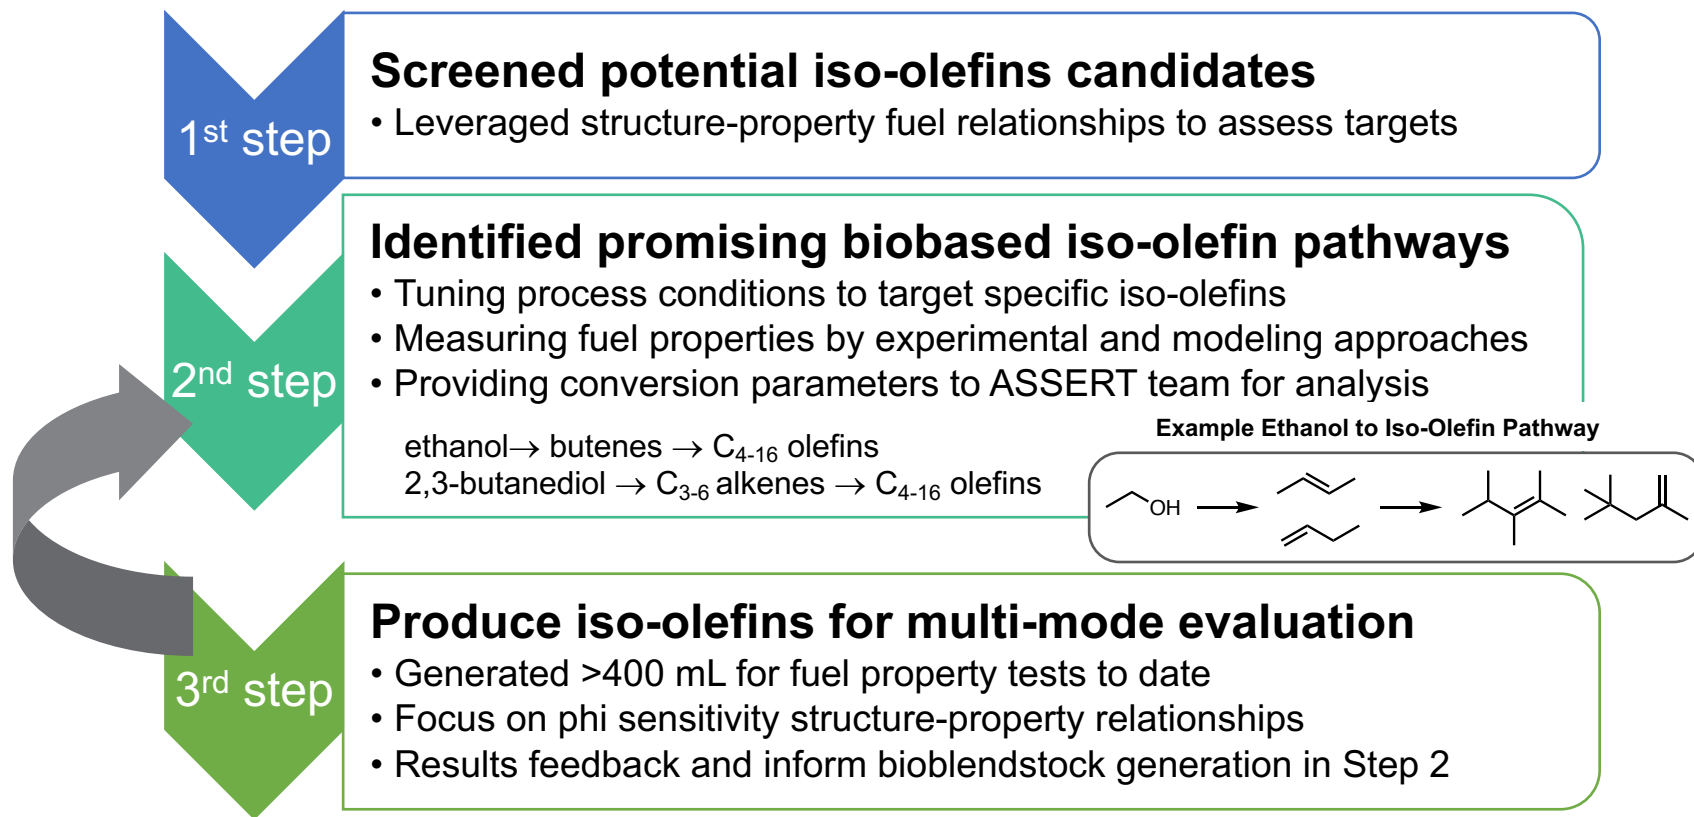 1st step
Screened potential iso-olefins candidates
• Leveraged structure-property fuel relationships to assess targets
2nd step
Identified promising biobased iso-olefin pathways
• Tuning process conditions to target specific iso-olefins
• Measuring fuel properties by experimental and modeling approaches
• Providing conversion parameters to ASSERT team for analysis
ethanol→ butenes → C4-16 olefins
2,3-butanediol → C3-6 alkenes → C4-16 olefins
Example Ethanol to Iso-Olefin Pathway
OH
3rd step
Produce iso-olefins for multi-mode evaluation
• Generated >400 mL for fuel property tests to date
• Focus on phi sensitivity structure-property relationships
• Results feedback and inform bioblendstock generation in Step 2